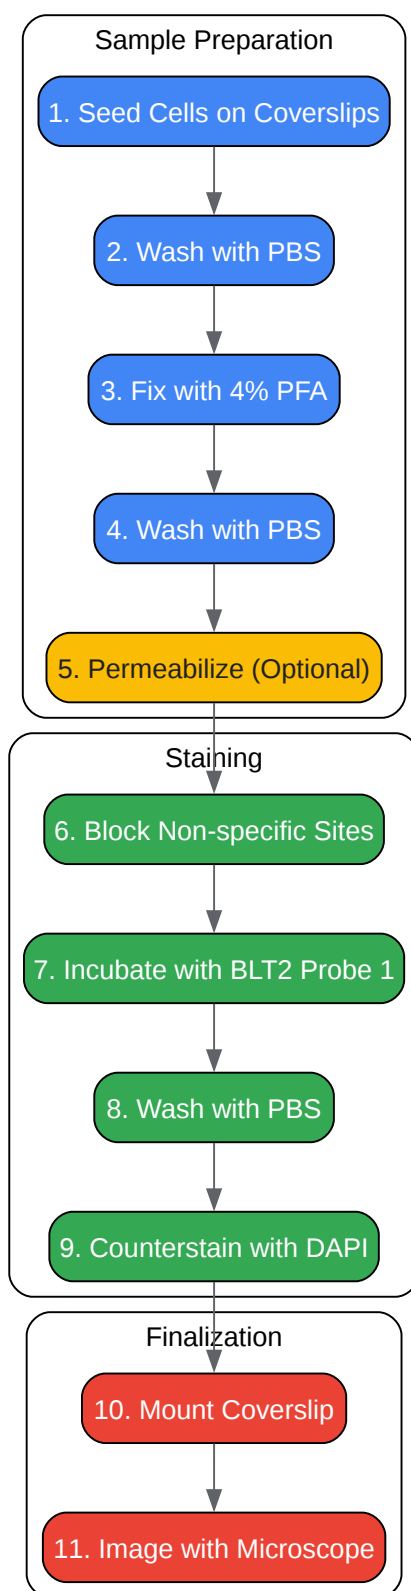 Sample Preparation
1. Seed Cells on Coverslips
2. Wash with PBS
3. Fix with 4% PFA
4. Wash with PBS
5. Permeabilize (Optional)
Staining
6. Block Non-specific Sites
7. Incubate with BLT2 Probe 1
8. Wash with PBS
9. Counterstain with DAPI
Finalization
10. Mount Coverslip
11. Image with Microscope